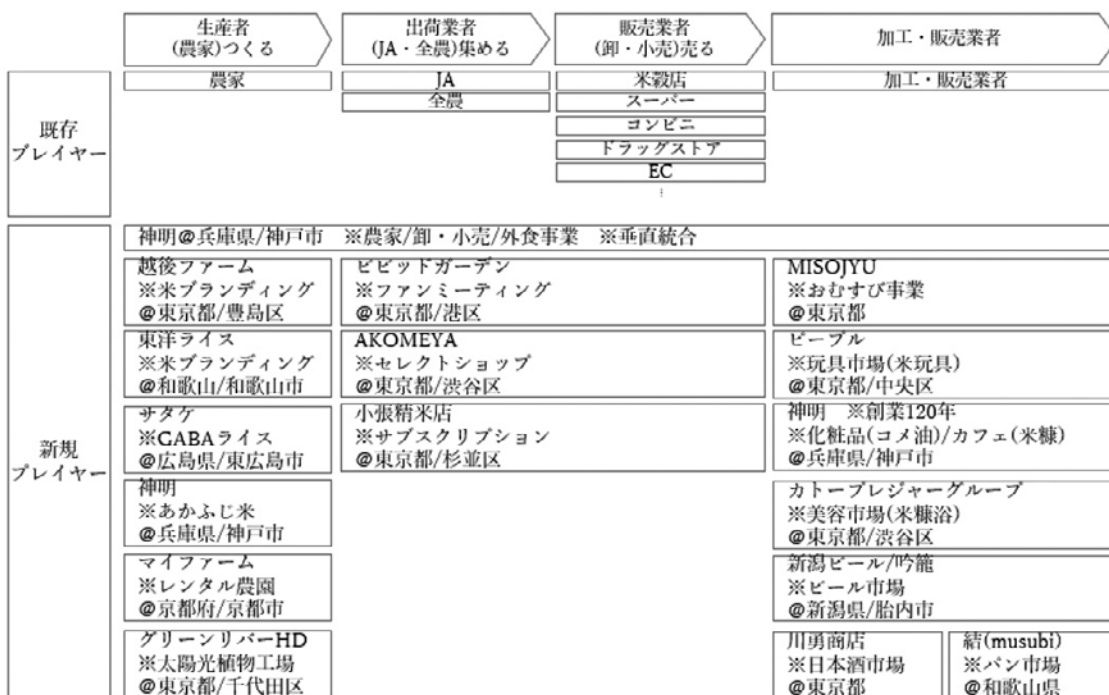 生産者
(農家)つくる
出荷業者
(JA・全農)集める
販売業者
(卸・小売)売る
加工・販売業者
既存
プレイヤー
農家
JA
全農
米穀店
スーパー
コンビニ
ドラッグストア
EC
⋮
加工・販売業者
新規
プレイヤー
神明@兵庫県/神戸市 ※農家/卸・小売/外食事業 ※垂直統合
越後ファーム
※米ブランディング
@東京都/豊島区
東洋ライス
※米ブランディング
@和歌山/和歌山市
サタケ
※GABAライス
@広島県/東広島市
神明
※あかふじ米
@兵庫県/神戸市
マイファーム
※レンタル農園
@京都府/京都市
グリーンリバーHD
※太陽光植物工場
@東京都/千代田区
ビビッドガーデン
※ファンミーティング
@東京都/港区
AKOMEYA
※セレクトショップ
@東京都/渋谷区
小張精米店
※サブスクリプション
@東京都/杉並区
MISOJYU
※おむすび事業
@東京都
ピープル
※玩具市場(米玩具)
@東京都/中央区
神明 ※創業120年
※化粧品(コメ油)/カフェ(米糠)
@兵庫県/神戸市
カトープレジャーグループ
※美容市場(米糠浴)
@東京都/渋谷区
新潟ビール/吟籠
※ビール市場
@新潟県/胎内市
川勇商店
※日本酒市場
@東京都
結(musubi)
※パン市場
@和歌山県